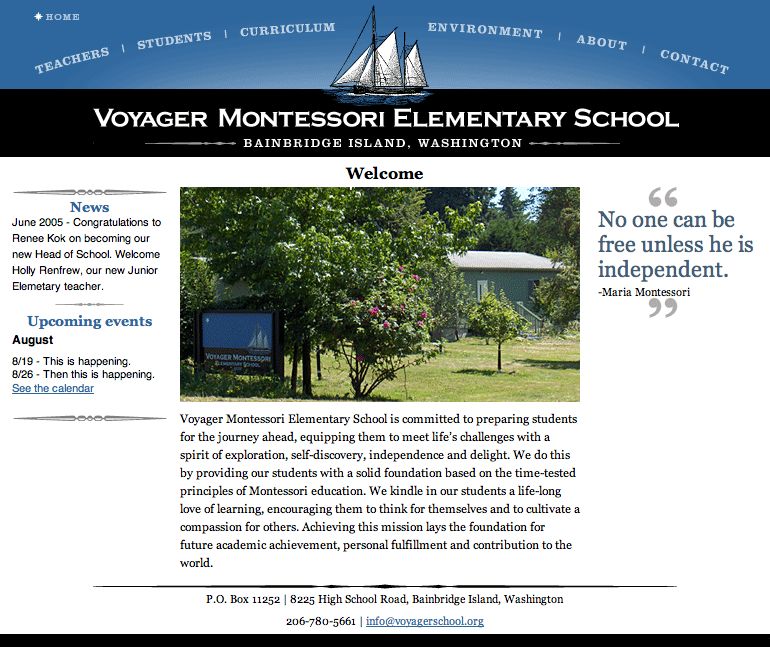 HOME
TEACHERS | STUDENTS | CURRICULUM ENVIRONMENT | ABOUT | CONTACT
VOYAGER MONTESSORI ELEMENTARY SCHOOL
BAINBRIDGE ISLAND, WASHINGTON
Welcome
News
June 2005 - Congratulations to
Renee Kok on becoming our
new Head of School. Welcome
Holly Renfrew, our new Junior
Elemetary teacher.
Upcoming events
August
8/19 - This is happening.
8/26 - Then this is happening.
See the calendar
VOYAGER MONTESSORI
ELEMENTARY SCHOOL
Voyager Montessori Elementary School is committed to preparing students
for the journey ahead, equipping them to meet life's challenges with a
spirit of exploration, self-discovery, independence and delight. We do this
by providing our students with a solid foundation based on the time-tested
principles of Montessori education. We kindle in our students a life-long
love of learning, encouraging them to think for themselves and to cultivate a
compassion for others. Achieving this mission lays the foundation for
future academic achievement, personal fulfillment and contribution to the
world.
“
No one can be
free unless he is
independent.
-Maria Montessori
”
P.O. Box 11252 | 8225 High School Road, Bainbridge Island, Washington
206-780-5661 | info@voyagerschool.org